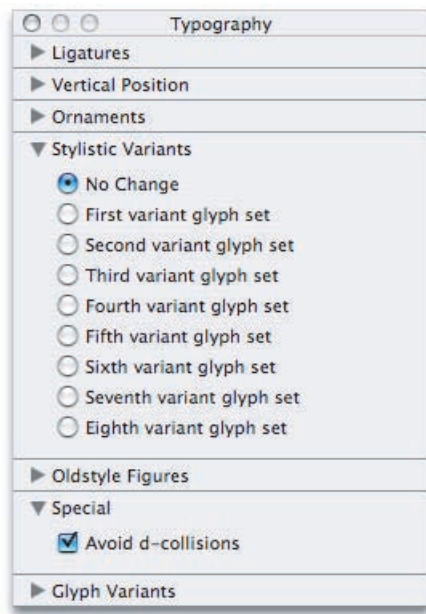 Typography
Ligatures
Vertical Position
Ornaments
Stylistic Variants
No Change
First variant glyph set
Second variant glyph set
Third variant glyph set
Fourth variant glyph set
Fifth variant glyph set
Sixth variant glyph set
Seventh variant glyph set
Eighth variant glyph set
Oldstyle Figures
Special
Avoid d-collisions
Glyph Variants